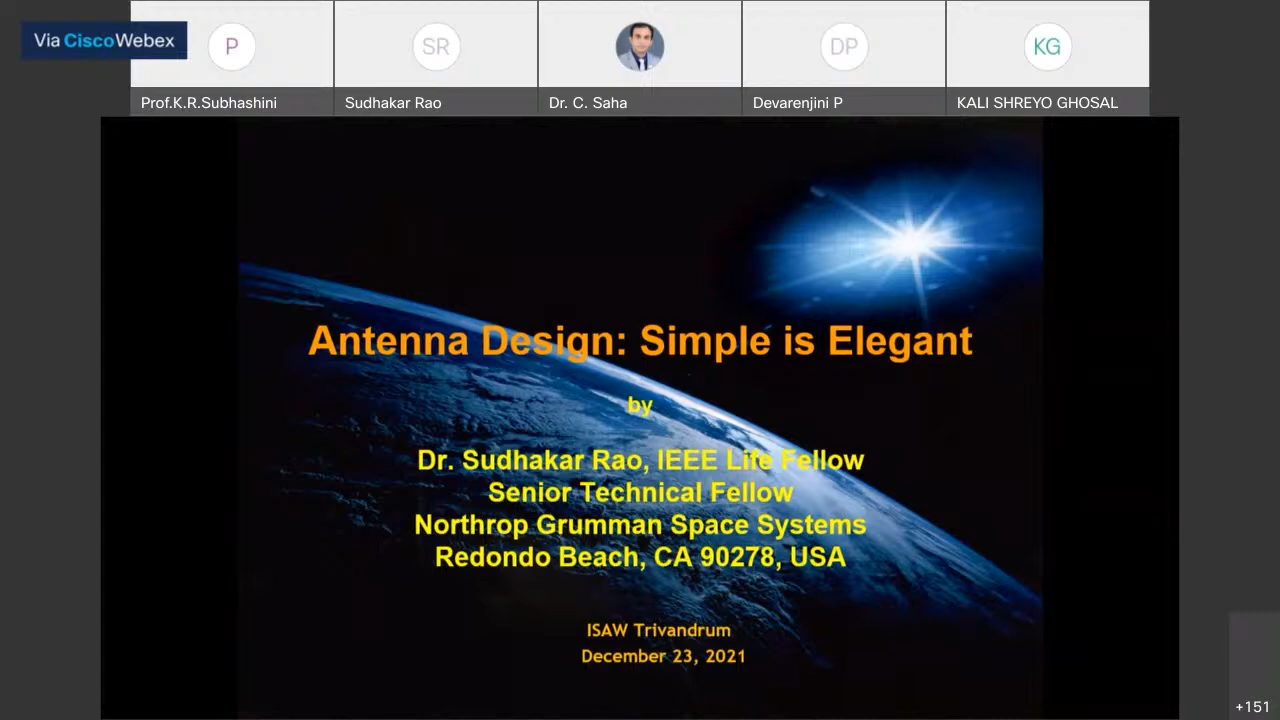 Via CiscoWebex
P
SR
DP
KG
Prof.K.R.Subhashini
Sudhakar Rao
Dr. C. Saha
Devarenjini P
KALI SHREYO GHOSAL
Antenna Design: Simple is Elegant
by
Dr. Sudhakar Rao, IEEE Life Fellow
Senior Technical Fellow
Northrop Grumman Space Systems
Redondo Beach, CA 90278, USA
ISAW Trivandrum
December 23, 2021
+151